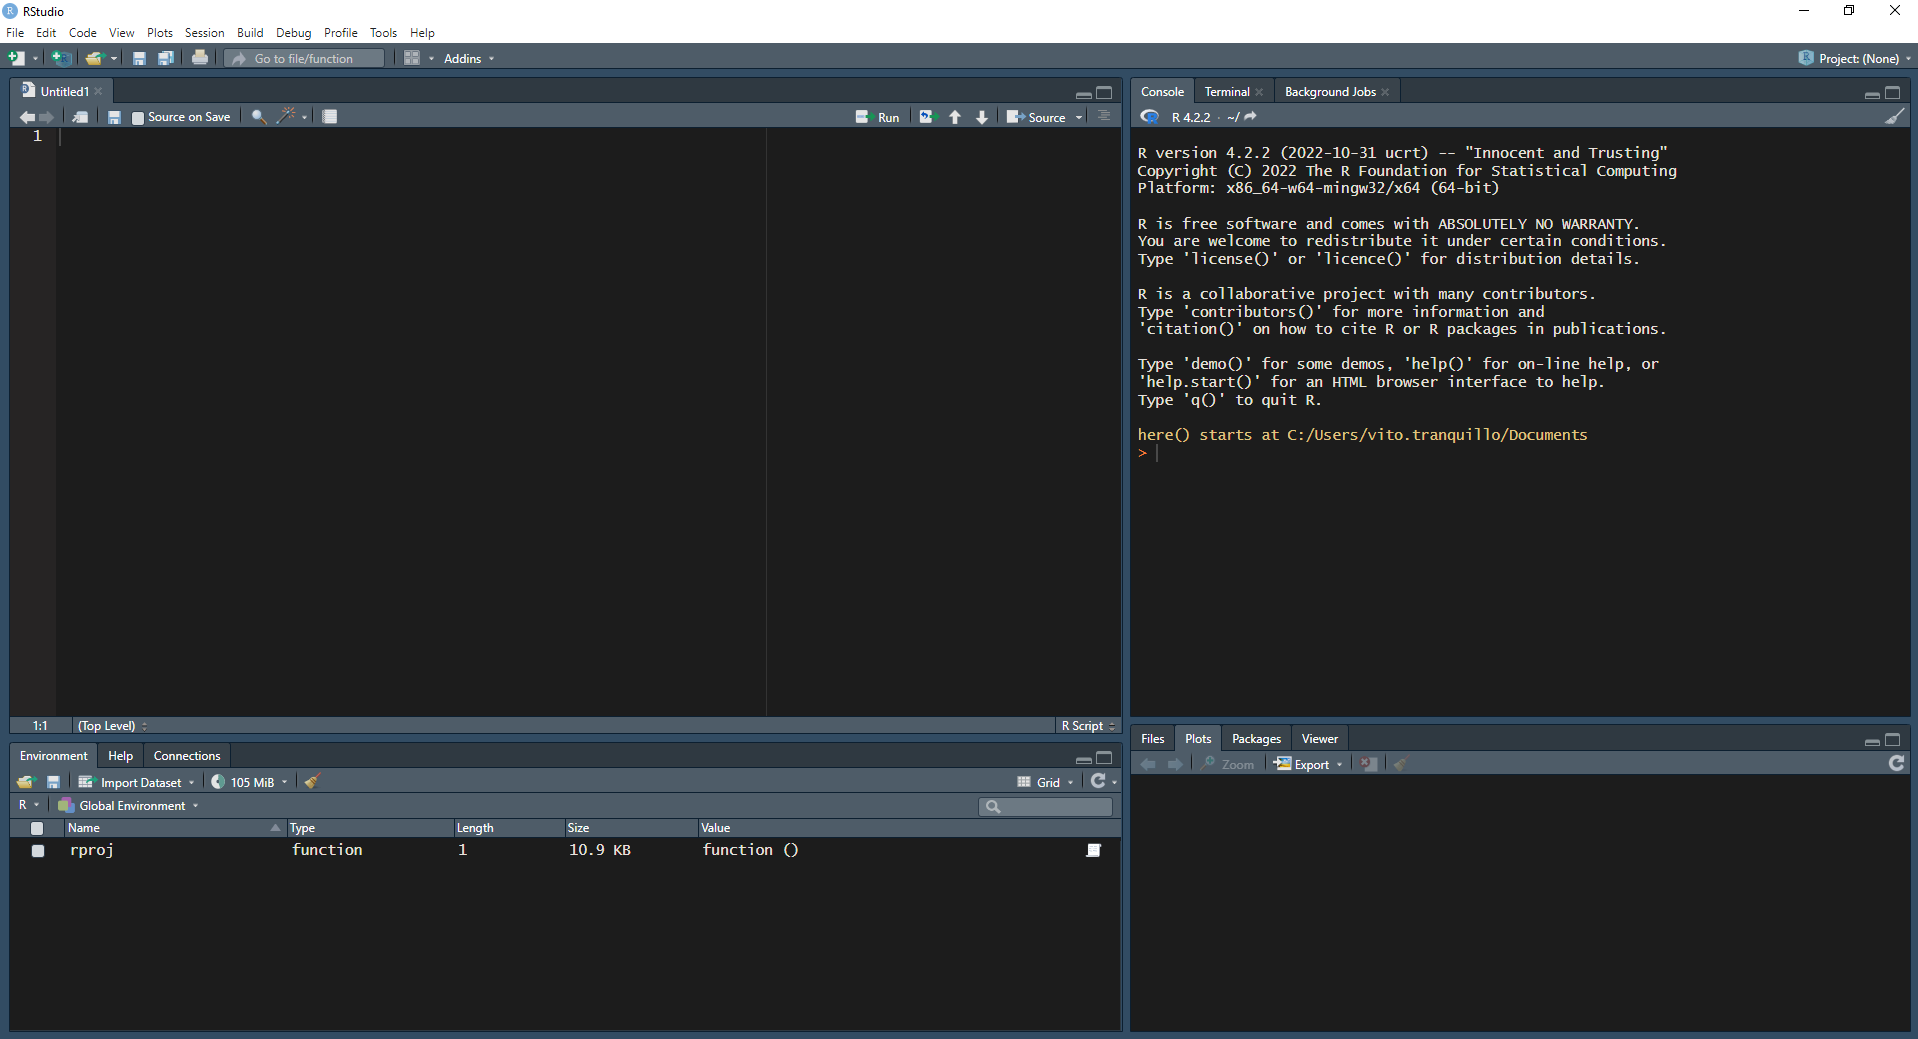 RStudio
File Edit Code View Plots Session Build Debug Profile Tools Help
Go to file/function Addins Project: (None)
Untitled1
Source on Save Run Source
1
1:1 (Top Level) R Script
Environment Help Connections
Import Dataset 105 MiB Grid
R Global Environment
Name Type Length Size Value
rproj function 1 10.9 KB function ()
Console Terminal Background Jobs
R 4.2.2 · ~/
R version 4.2.2 (2022-10-31 ucrt) -- "Innocent and Trusting"
Copyright (C) 2022 The R Foundation for Statistical Computing
Platform: x86_64-w64-mingw32/x64 (64-bit)
R is free software and comes with ABSOLUTELY NO WARRANTY.
You are welcome to redistribute it under certain conditions.
Type 'license()' or 'licence()' for distribution details.
R is a collaborative project with many contributors.
Type 'contributors()' for more information and
'citation()' on how to cite R or R packages in publications.
Type 'demo()' for some demos, 'help()' for on-line help, or
'help.start()' for an HTML browser interface to help.
Type 'q()' to quit R.
here() starts at C:/Users/vito.tranquillo/Documents
>
Files Plots Packages Viewer
Zoom Export